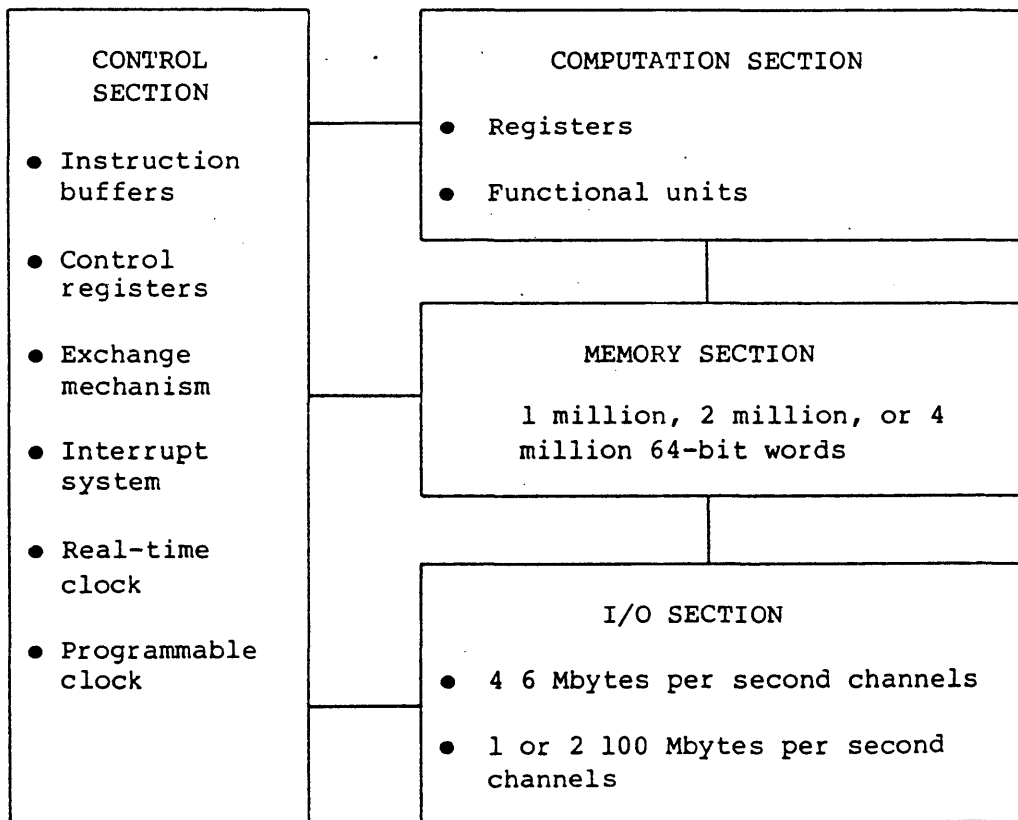 CONTROL
SECTION
● Instruction
buffers
● Control
registers
● Exchange
mechanism
● Interrupt
system
● Real-time
clock
● Programmable
clock
COMPUTATION SECTION
● Registers
● Functional units
MEMORY SECTION
1 million, 2 million, or 4
million 64-bit words
I/O SECTION
● 4 6 Mbytes per second channels
● 1 or 2 100 Mbytes per second
channels